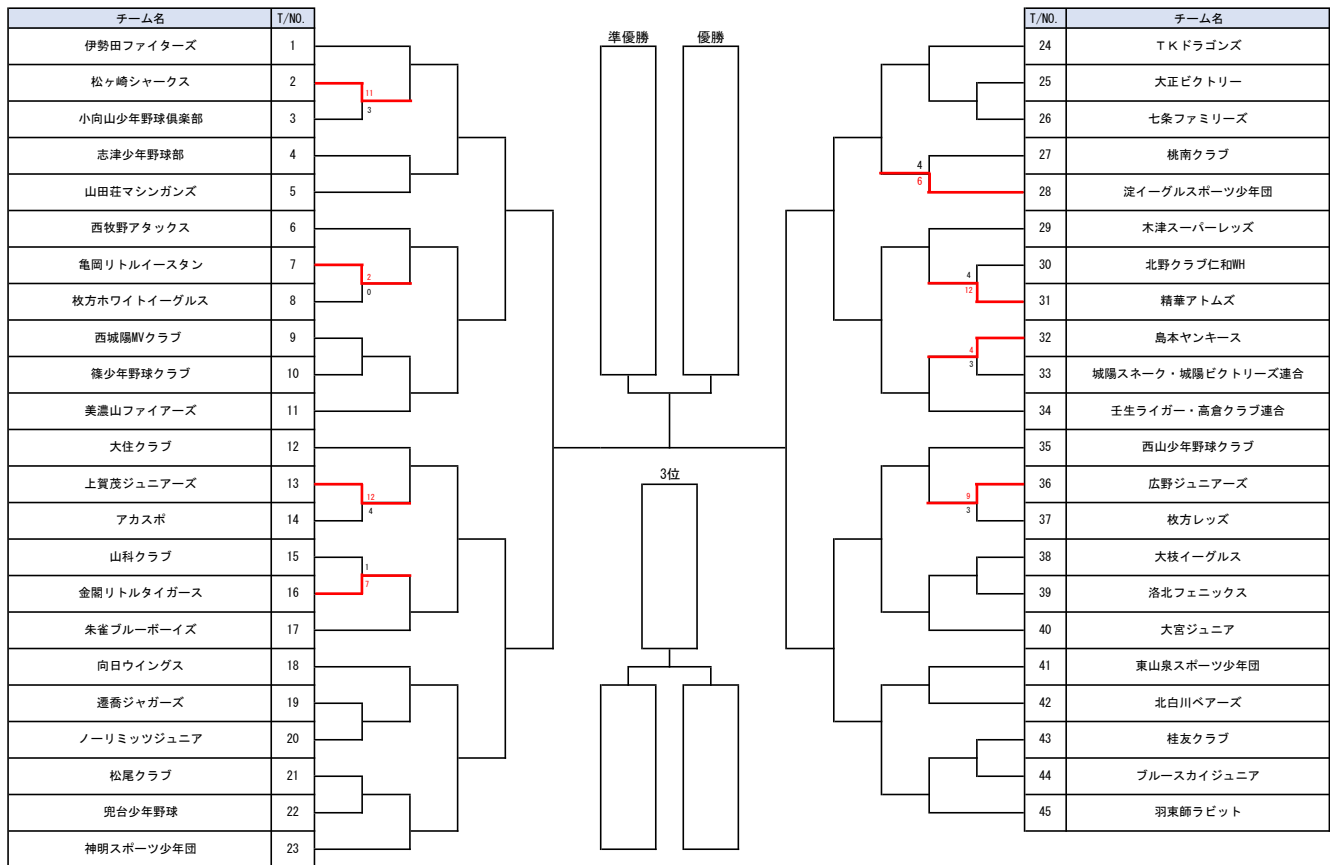 チーム名 T/NO.
伊勢田ファイターズ 1
松ヶ崎シャークス 2
11
3
小向山少年野球倶楽部 3
志津少年野球部 4
山田荘マシンガンズ 5
西牧野アタックス 6
亀岡リトルイースタン 7
2
0
枚方ホワイトイーグルス 8
西城陽MVクラブ 9
篠少年野球クラブ 10
美濃山ファイアーズ 11
大住クラブ 12
上賀茂ジュニアーズ 13
12
4
アカスポ 14
山科クラブ 15
1
7
金閣リトルタイガース 16
朱雀ブルーボーイズ 17
向日ウイングス 18
遷喬ジャガーズ 19
ノーリミッツジュニア 20
松尾クラブ 21
兜台少年野球 22
神明スポーツ少年団 23
準優勝 優勝
3位
T/NO. チーム名
24 TKドラゴンズ
25 大正ビクトリー
26 七条ファミリーズ
27 桃南クラブ
4
6
28 淀イーグルスポーツ少年団
29 木津スーパーレッズ
30 北野クラブ仁和WH
4
12
31 精華アトムズ
32 島本ヤンキース
4
3
33 城陽スネーク・城陽ビクトリーズ連合
34 壬生ライガー・高倉クラブ連合
35 西山少年野球クラブ
36 広野ジュニアーズ
9
3
37 枚方レッズ
38 大枝イーグルス
39 洛北フェニックス
40 大宮ジュニア
41 東山泉スポーツ少年団
42 北白川ベアーズ
43 桂友クラブ
44 ブルースカイジュニア
45 羽束師ラビット